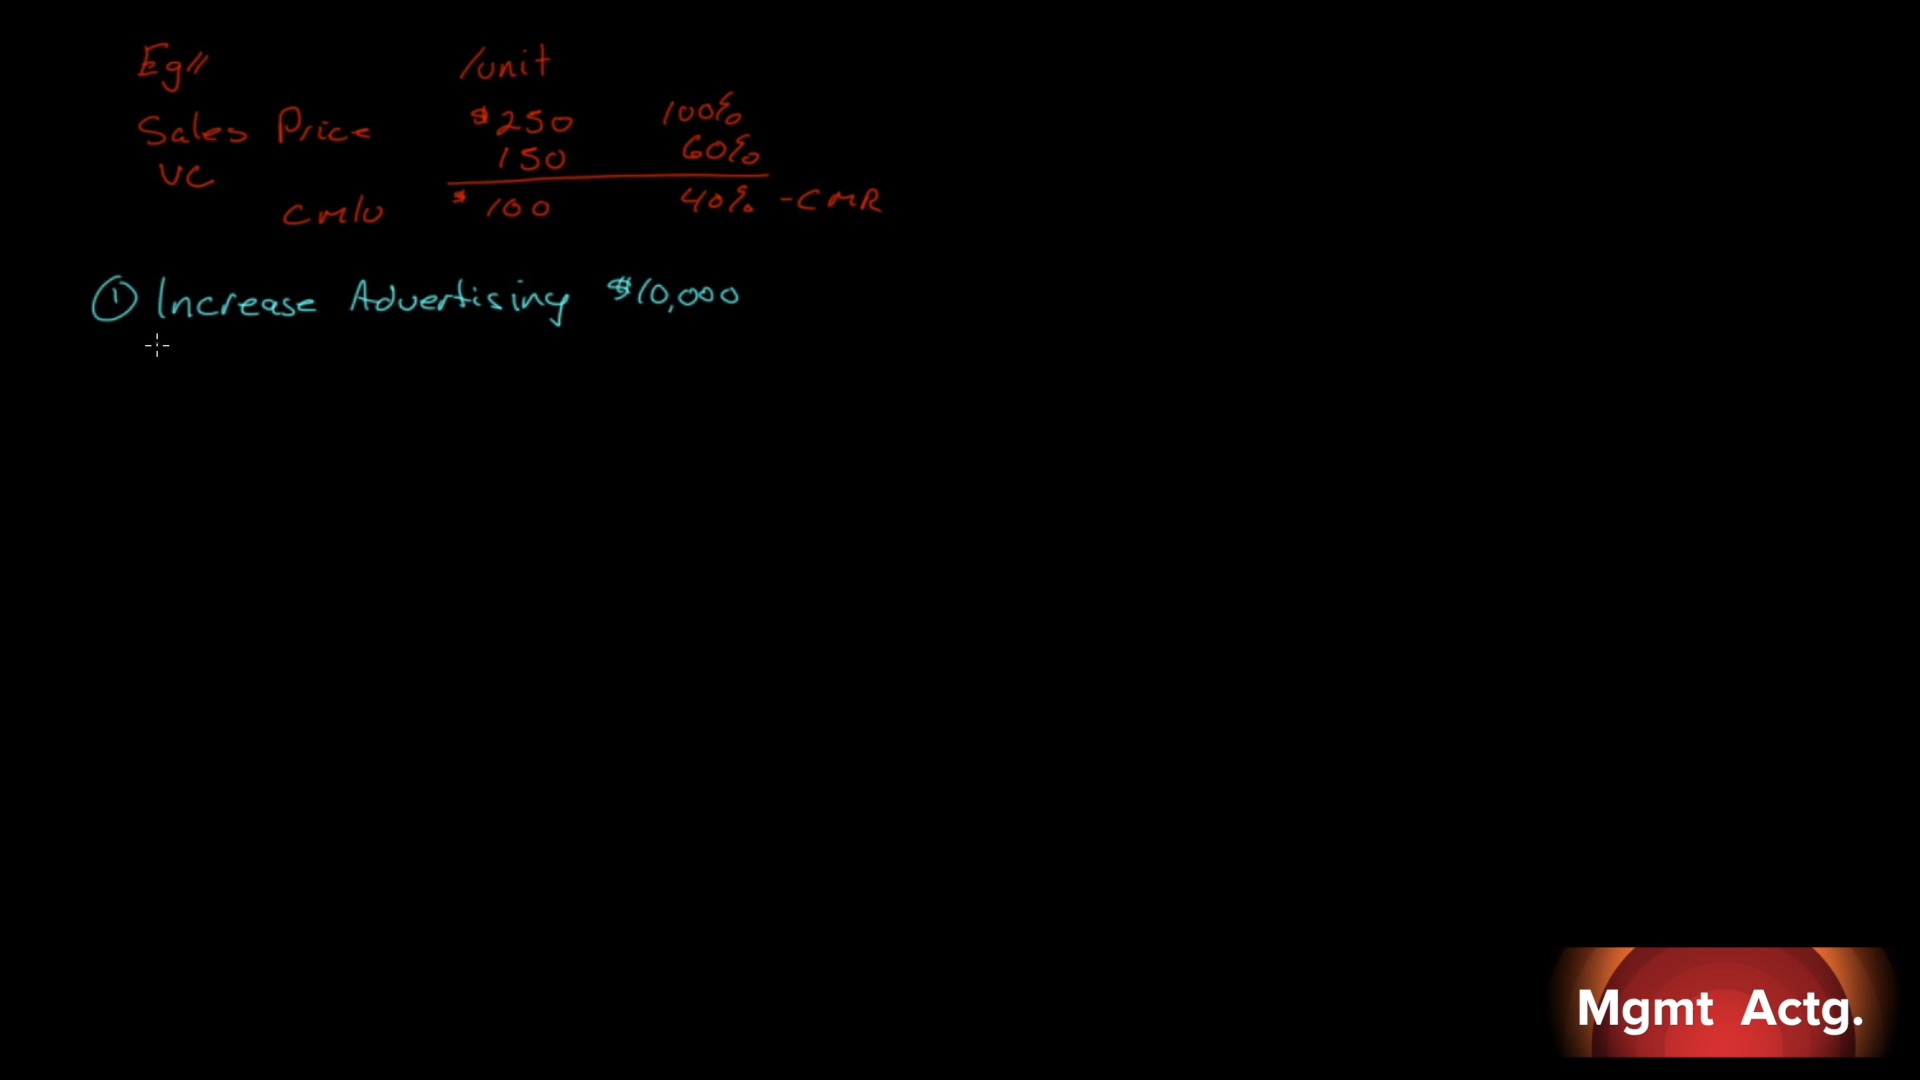 Eg// /unit
Sales Price $250 100%
VC 150 60%
CM/U $100 40% - CMR
① Increase Advertising $10,000
Mgmt Actg.